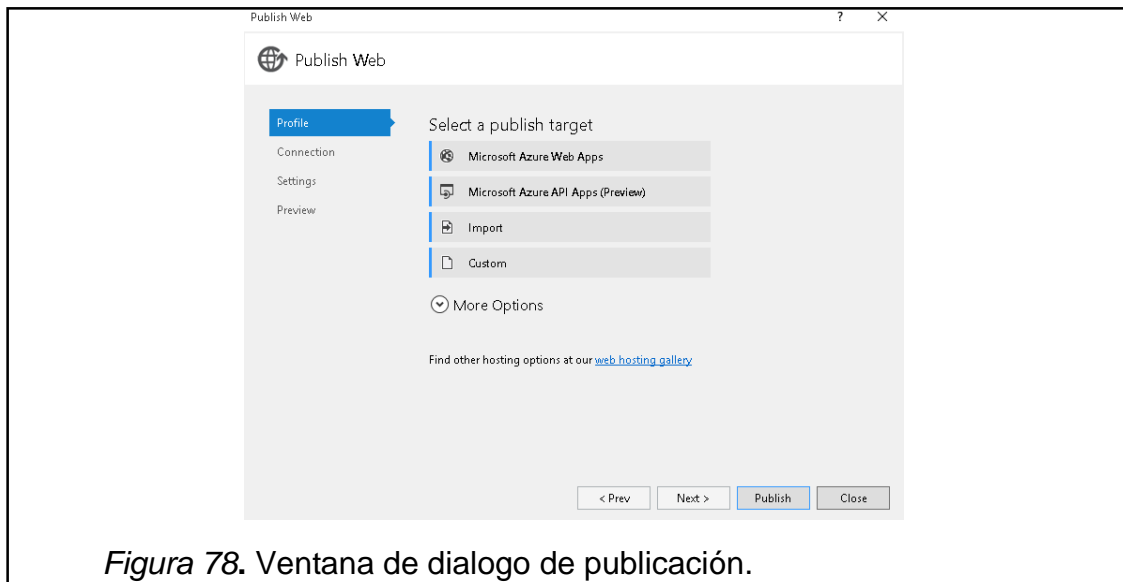 Publish Web ? ×
Publish Web
Profile
Connection
Settings
Preview
Select a publish target
Microsoft Azure Web Apps
Microsoft Azure API Apps (Preview)
Import
Custom
More Options
Find other hosting options at our web hosting gallery
< Prev Next > Publish Close
Figura 78. Ventana de dialogo de publicación.